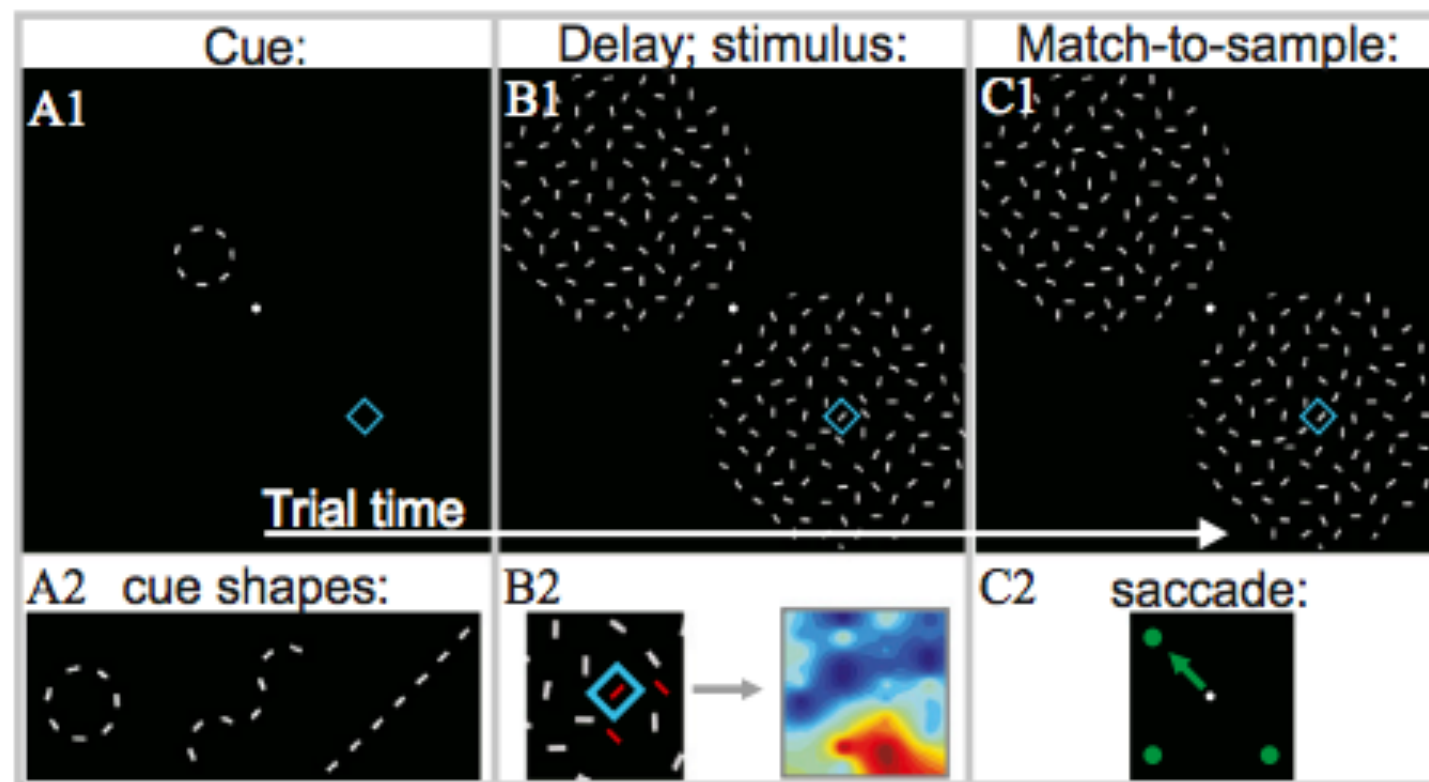 Cue:
Delay; stimulus:
Match-to-sample:
A1
B1
C1
Trial time
A2 cue shapes:
B2
C2 saccade: